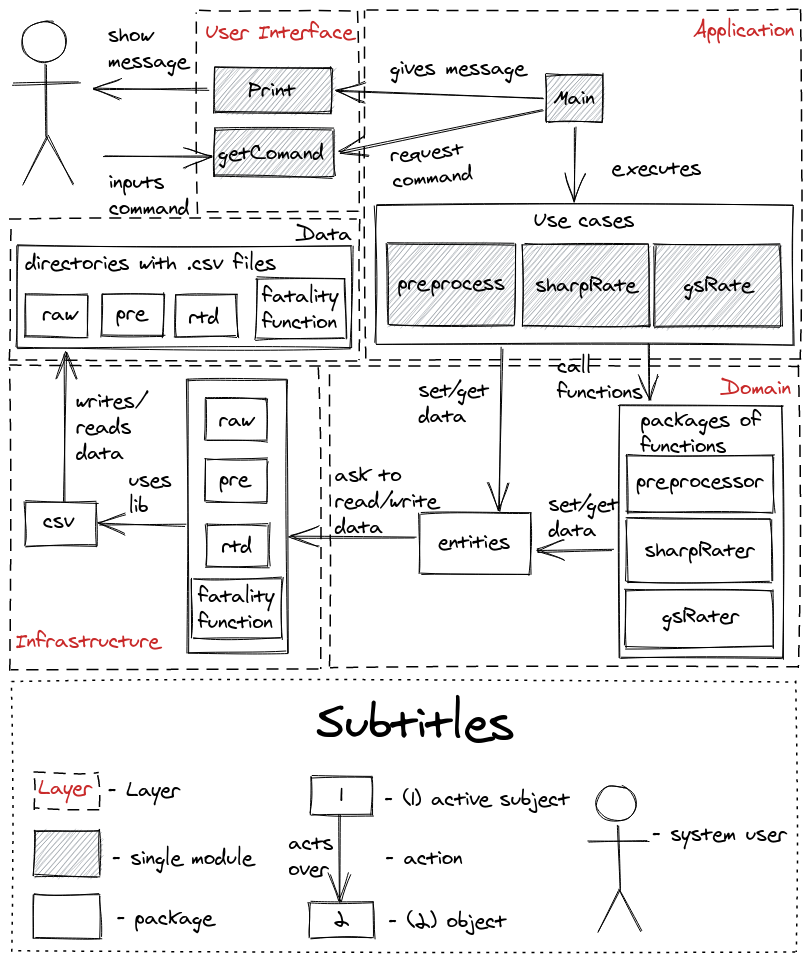 show
message
User Interface
Application
Print
gives message
Main
getComand
request
command
inputs
command
executes
Use cases
preprocess
sharpRate
gsRate
Data
directories with .csv files
raw
pre
rtd
fatality
function
call
functions
Domain
set/get
data
writes/
reads
data
raw
packages of
functions
pre
preprocessor
ask to
read/write
data
uses
lib
csv
set/get
data
entities
rtd
sharpRater
fatality
function
gsRater
Infrastructure
Subtitles
Layer
- Layer
1
- (1) active subject
- system user
single module
- single module
acts
over
- action
- package
2
- (2) object